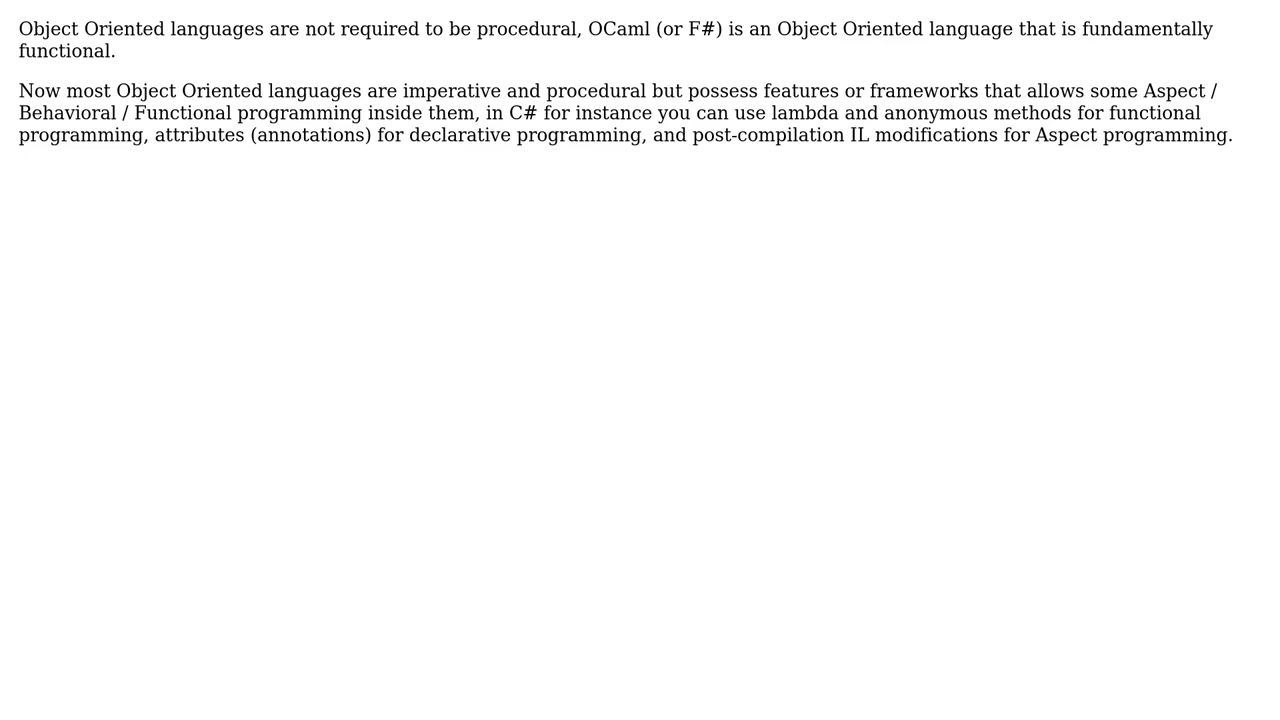 Object Oriented languages are not required to be procedural, OCaml (or F#) is an Object Oriented language that is fundamentally
functional.
Now most Object Oriented languages are imperative and procedural but possess features or frameworks that allows some Aspect /
Behavioral / Functional programming inside them, in C# for instance you can use lambda and anonymous methods for functional
programming, attributes (annotations) for declarative programming, and post-compilation IL modifications for Aspect programming.